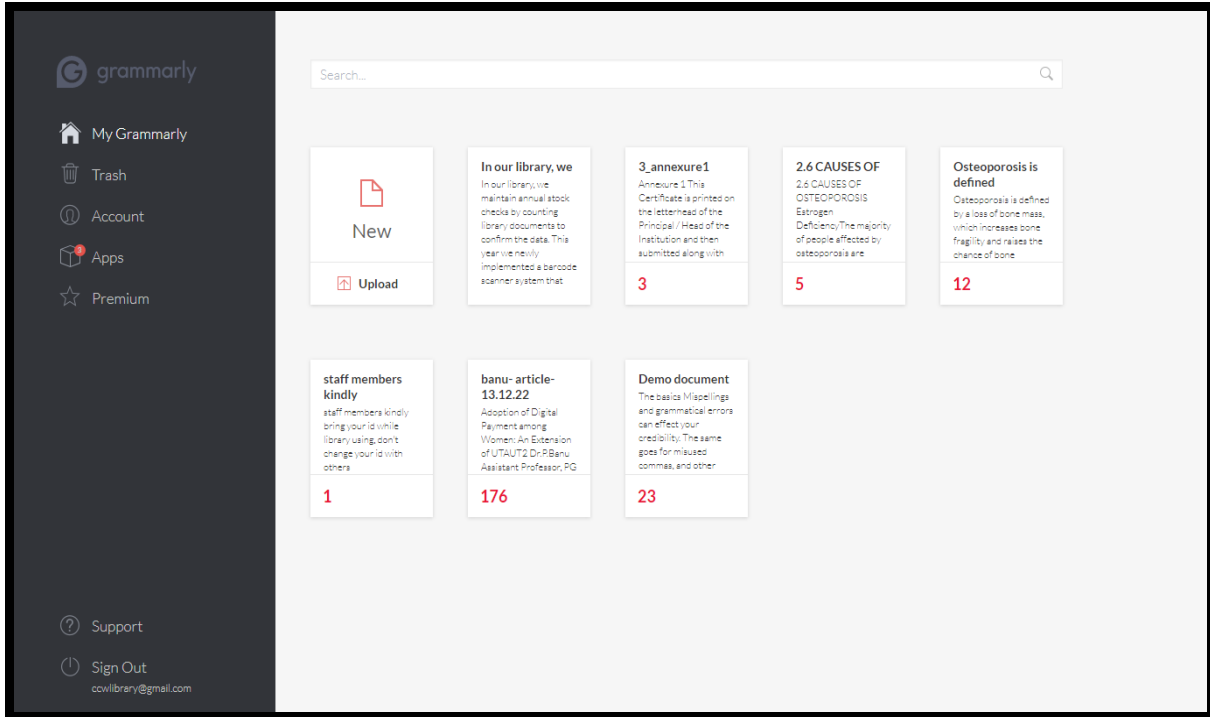 grammarly
My Grammarly
Trash
Account
3
Apps
Premium
Support
Sign Out
ccwlibrary@gmail.com
Search...
New
Upload
In our library, we
In our library, we
maintain annual stock
checks by counting
library documents to
confirm the data. This
year we newly
implemented a barcode
scanner system that
3_annexure1
Annexure 1 This
Certificate is printed on
the letterhead of the
Principal / Head of the
Institution and then
submitted along with
3
2.6 CAUSES OF
2.6 CAUSES OF
OSTEOPOROSIS
Estrogen
DeficiencyThe majority
of people affected by
osteoporosis are
5
Osteoporosis is
defined
Osteoporosis is defined
by a loss of bone mass,
which increases bone
fragility and raises the
chance of bone
12
staff members
kindly
staff members kindly
bring your id while
library using, don't
change your id with
others
1
banu- article-
13.12.22
Adoption of Digital
Payment among
Women: An Extension
of UTAUT2 Dr.P.Banu
Assistant Professor, PG
176
Demo document
The basics Mispellings
and grammatical errors
can effect your
credibility. The same
goes for misused
commas, and other
23